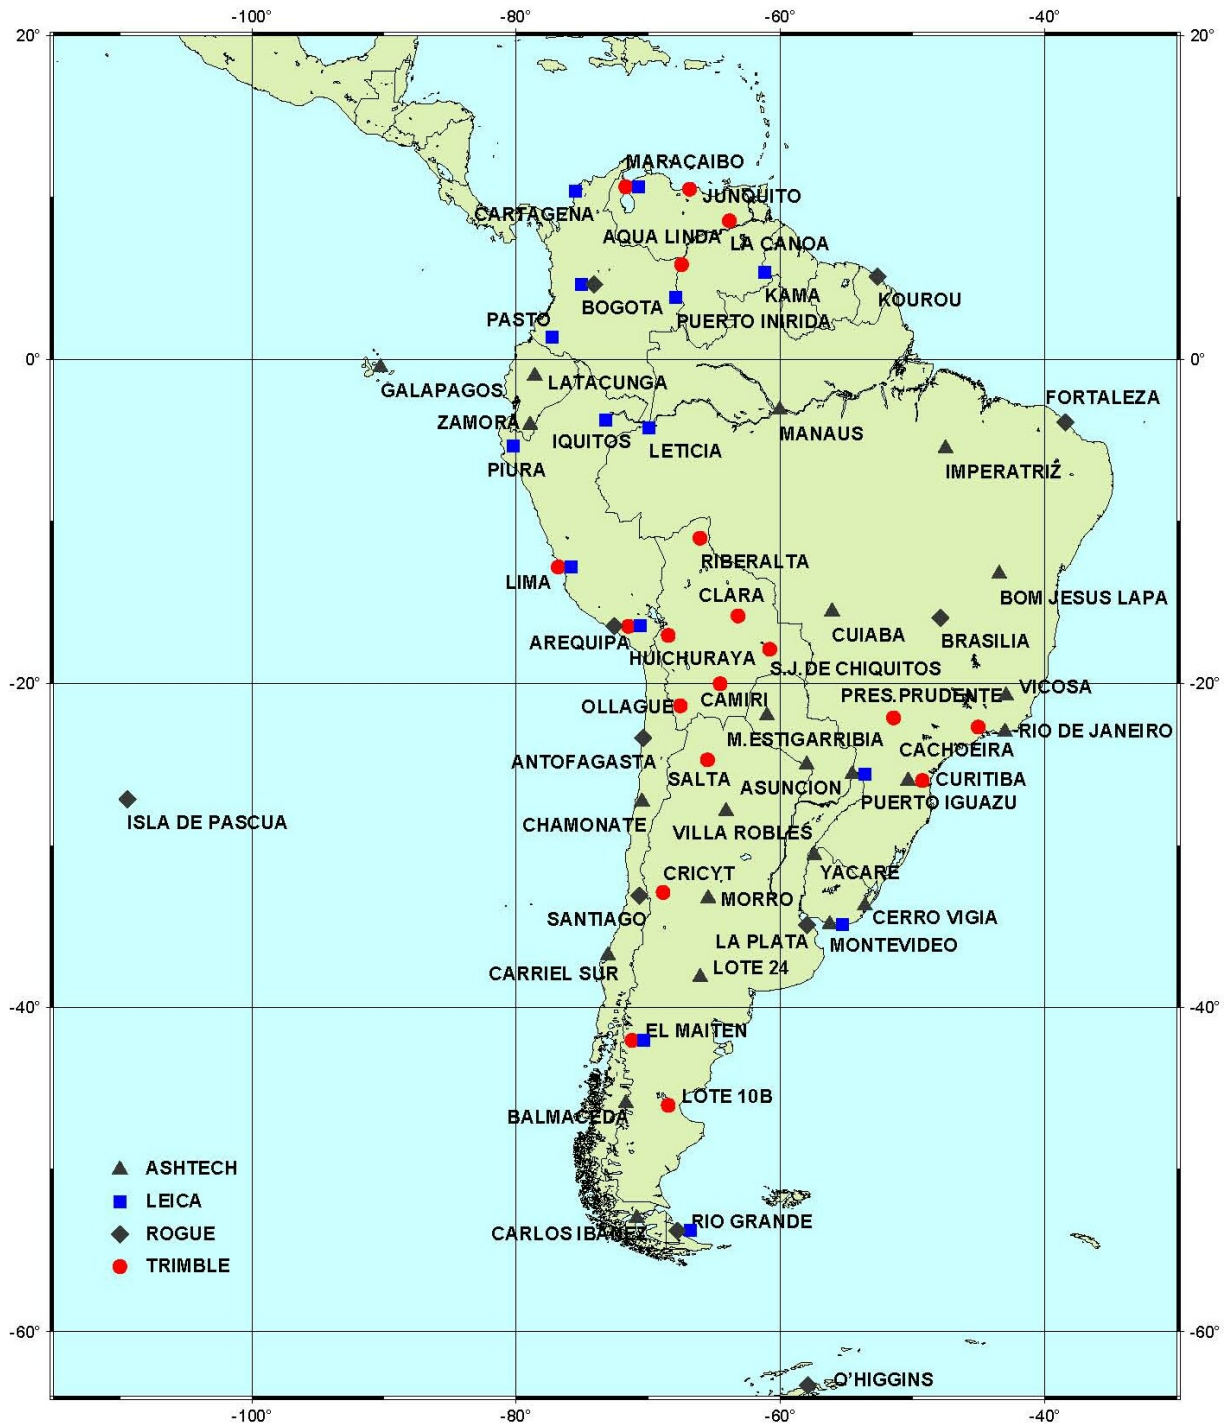 -100° -80° -60° -40°
20° 20°
MARACAIBO
JUNQUITO
CARTAGENA
AQUA LINDA LA CANOA
KAMA
KOUROU
BOGOTA
PASTO PUERTO INIRIDA
0° 0°
LATACUNGA
GALAPAGOS
FORTALEZA
ZAMORA
MANAUS
IQUITOS
LETICIA
PIURA
IMPERATRIZ
RIBERALTA
LIMA
CLARA
BOM JESUS LAPA
CUIABA
BRASILIA
AREQUIPA
HUICHURAYA
S.J.DE CHIQUITOS
-20° -20°
VICOSA
PRES.PRUDENTE
CAMIRI
OLLAGUE
RIO DE JANEIRO
M.ESTIGARRIBIA
CACHOEIRA
ANTOFAGASTA
SALTA
CURITIBA
ASUNCION
PUERTO IGUAZU
ISLA DE PASCUA
CHAMONATE
VILLA ROBLES
CRICYT
YACARE
MORRO
SANTIAGO
CERRO VIGIA
LA PLATA
MONTEVIDEO
LOTE 24
CARRIEL SUR
-40° -40°
EL MAITEN
LOTE 10B
BALMACEDA
ASHTECH
LEICA
RIO GRANDE
ROGUE
CARLOS IBANEZ
TRIMBLE
-60° -60°
O'HIGGINS
-100° -80° -60° -40°